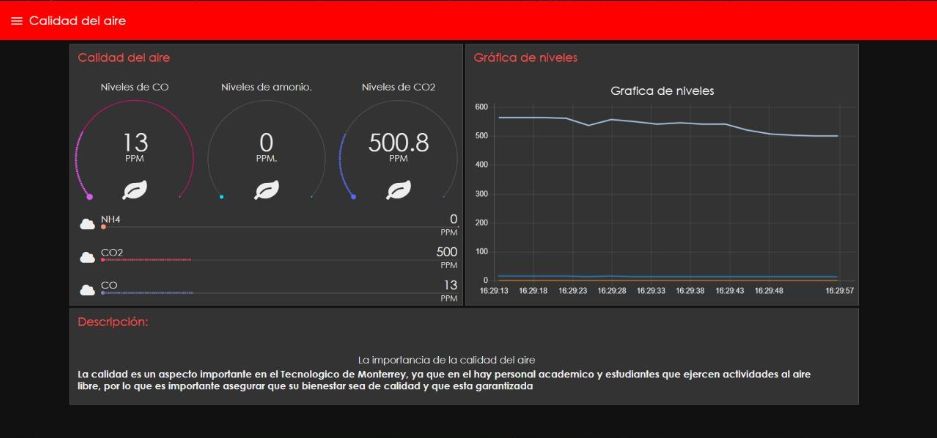 Calidad del aire
Calidad del aire
Niveles de CO
Niveles de amonio.
Niveles de CO2
13
PPM
0
PPM.
500.8
PPM
NH4
0
PPM
CO2
500
PPM
CO
13
PPM
Gráfica de niveles
Grafica de niveles
600
500
400
300
200
100
0
16:29:13 16:29:18 16:29:23 16:29:28 16:29:33 16:29:38 16:29:43 16:29:48 16:29:57
Descripción:
La importancia de la calidad del aire
La calidad es un aspecto importante en el Tecnologico de Monterrey, ya que en el hay personal academico y estudiantes que ejercen actividades al aire
libre, por lo que es importante asegurar que su bienestar sea de calidad y que esta garantizada